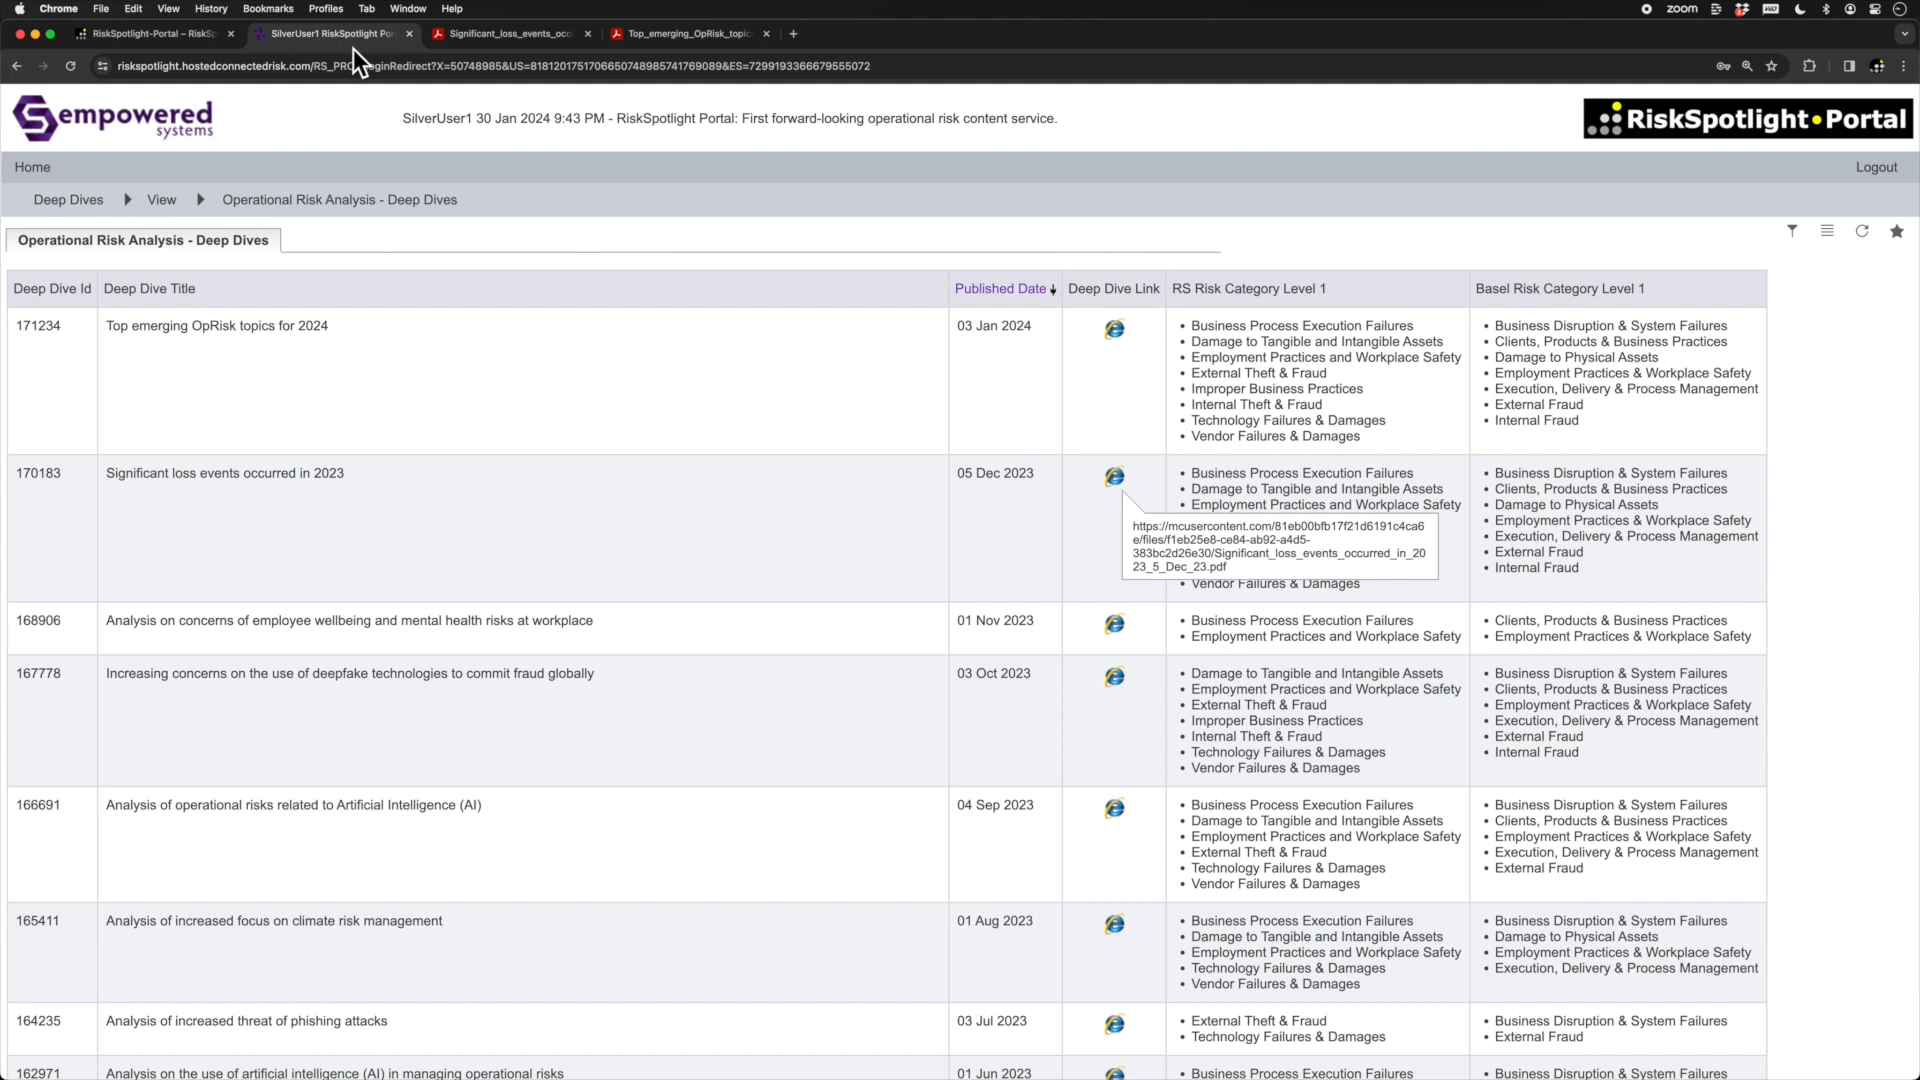 Chrome File Edit View History Bookmarks Profiles Tab Window Help zoom
RiskSpotlight-Portal – RiskSp SilverUser1 RiskSpotlight Por Significant_loss_events_occ Top_emerging_OpRisk_topic
riskspotlight.hostedconnectedrisk.com/RS_PRO
empowered
systems
SilverUser1 30 Jan 2024 9:43 PM - RiskSpotlight Portal: First forward-looking operational risk content service.
RiskSpotlight•Portal
Home Logout
Deep Dives View Operational Risk Analysis - Deep Dives
Operational Risk Analysis - Deep Dives
Deep Dive Id Deep Dive Title Published Date Deep Dive Link RS Risk Category Level 1 Basel Risk Category Level 1
171234 Top emerging OpRisk topics for 2024 03 Jan 2024
• Business Process Execution Failures
• Damage to Tangible and Intangible Assets
• Employment Practices and Workplace Safety
• External Theft & Fraud
• Improper Business Practices
• Internal Theft & Fraud
• Technology Failures & Damages
• Vendor Failures & Damages
• Business Disruption & System Failures
• Clients, Products & Business Practices
• Damage to Physical Assets
• Employment Practices & Workplace Safety
• Execution, Delivery & Process Management
• External Fraud
• Internal Fraud
170183 Significant loss events occurred in 2023 05 Dec 2023
• Business Process Execution Failures
• Damage to Tangible and Intangible Assets
• Employment Practices and Workplace Safety
https://mcusercontent.com/81eb00bfb17f21d6191c4ca6
e/files/f1eb25e8-ce84-ab92-a4d5-
383bc2d26e30/Significant_loss_events_occurred_in_20
23_5_Dec_23.pdf
• Vendor Failures & Damages
• Business Disruption & System Failures
• Clients, Products & Business Practices
• Damage to Physical Assets
• Employment Practices & Workplace Safety
• Execution, Delivery & Process Management
• External Fraud
• Internal Fraud
168906 Analysis on concerns of employee wellbeing and mental health risks at workplace 01 Nov 2023
• Business Process Execution Failures
• Employment Practices and Workplace Safety
• Clients, Products & Business Practices
• Employment Practices & Workplace Safety
167778 Increasing concerns on the use of deepfake technologies to commit fraud globally 03 Oct 2023
• Damage to Tangible and Intangible Assets
• Employment Practices and Workplace Safety
• External Theft & Fraud
• Improper Business Practices
• Internal Theft & Fraud
• Technology Failures & Damages
• Vendor Failures & Damages
• Business Disruption & System Failures
• Clients, Products & Business Practices
• Employment Practices & Workplace Safety
• Execution, Delivery & Process Management
• External Fraud
• Internal Fraud
166691 Analysis of operational risks related to Artificial Intelligence (AI) 04 Sep 2023
• Business Process Execution Failures
• Damage to Tangible and Intangible Assets
• Employment Practices and Workplace Safety
• External Theft & Fraud
• Technology Failures & Damages
• Vendor Failures & Damages
• Business Disruption & System Failures
• Clients, Products & Business Practices
• Employment Practices & Workplace Safety
• Execution, Delivery & Process Management
• External Fraud
165411 Analysis of increased focus on climate risk management 01 Aug 2023
• Business Process Execution Failures
• Damage to Tangible and Intangible Assets
• Employment Practices and Workplace Safety
• Technology Failures & Damages
• Vendor Failures & Damages
• Business Disruption & System Failures
• Damage to Physical Assets
• Employment Practices & Workplace Safety
• Execution, Delivery & Process Management
164235 Analysis of increased threat of phishing attacks 03 Jul 2023
• External Theft & Fraud
• Technology Failures & Damages
• Business Disruption & System Failures
• External Fraud
162971 Analysis on the use of artificial intelligence (AI) in managing operational risks 01 Jun 2023
• Business Process Execution Failures
• Business Disruption & System Failures